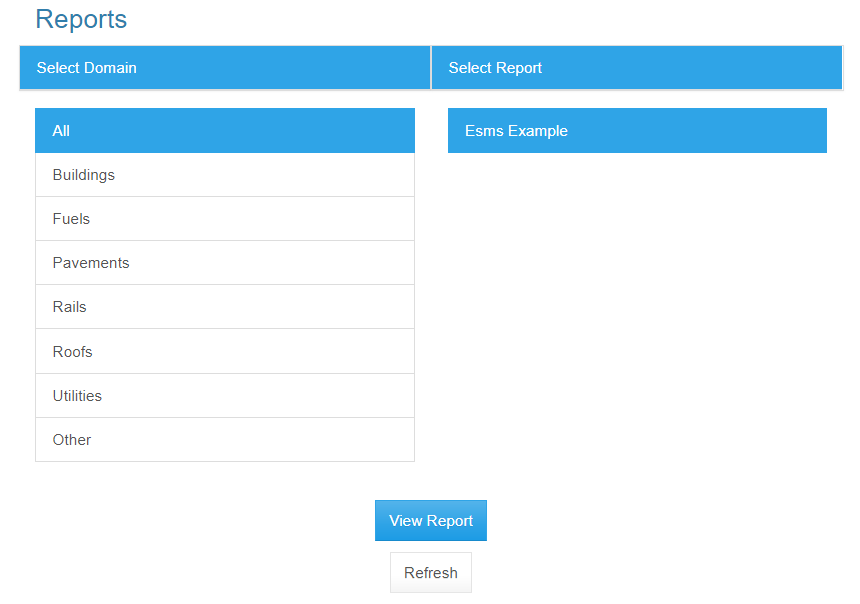 Reports
Select Domain
Select Report
All
Buildings
Fuels
Pavements
Rails
Roofs
Utilities
Other
Esms Example
View Report
Refresh